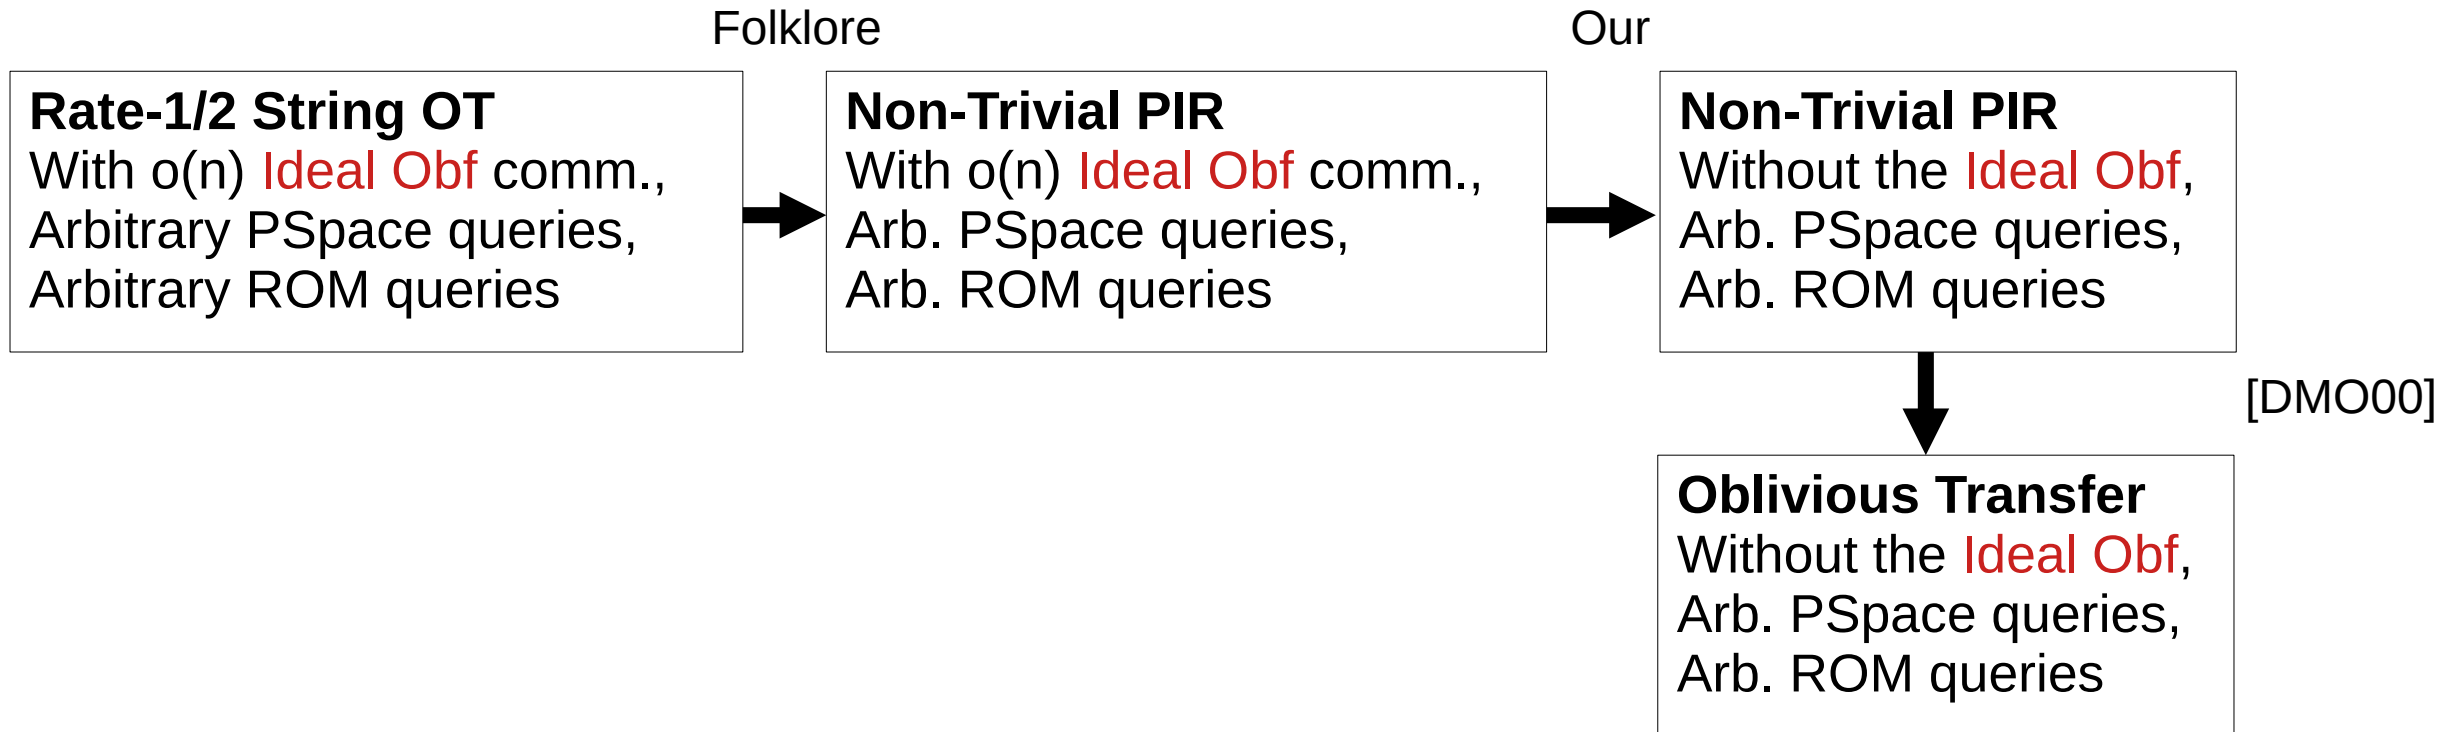 Folklore
Our
Rate-1/2 String OT
With o(n) Ideal Obf comm.,
Arbitrary PSpace queries,
Arbitrary ROM queries
Non-Trivial PIR
With o(n) Ideal Obf comm.,
Arb. PSpace queries,
Arb. ROM queries
Non-Trivial PIR
Without the Ideal Obf,
Arb. PSpace queries,
Arb. ROM queries
[DMO00]
Oblivious Transfer
Without the Ideal Obf,
Arb. PSpace queries,
Arb. ROM queries